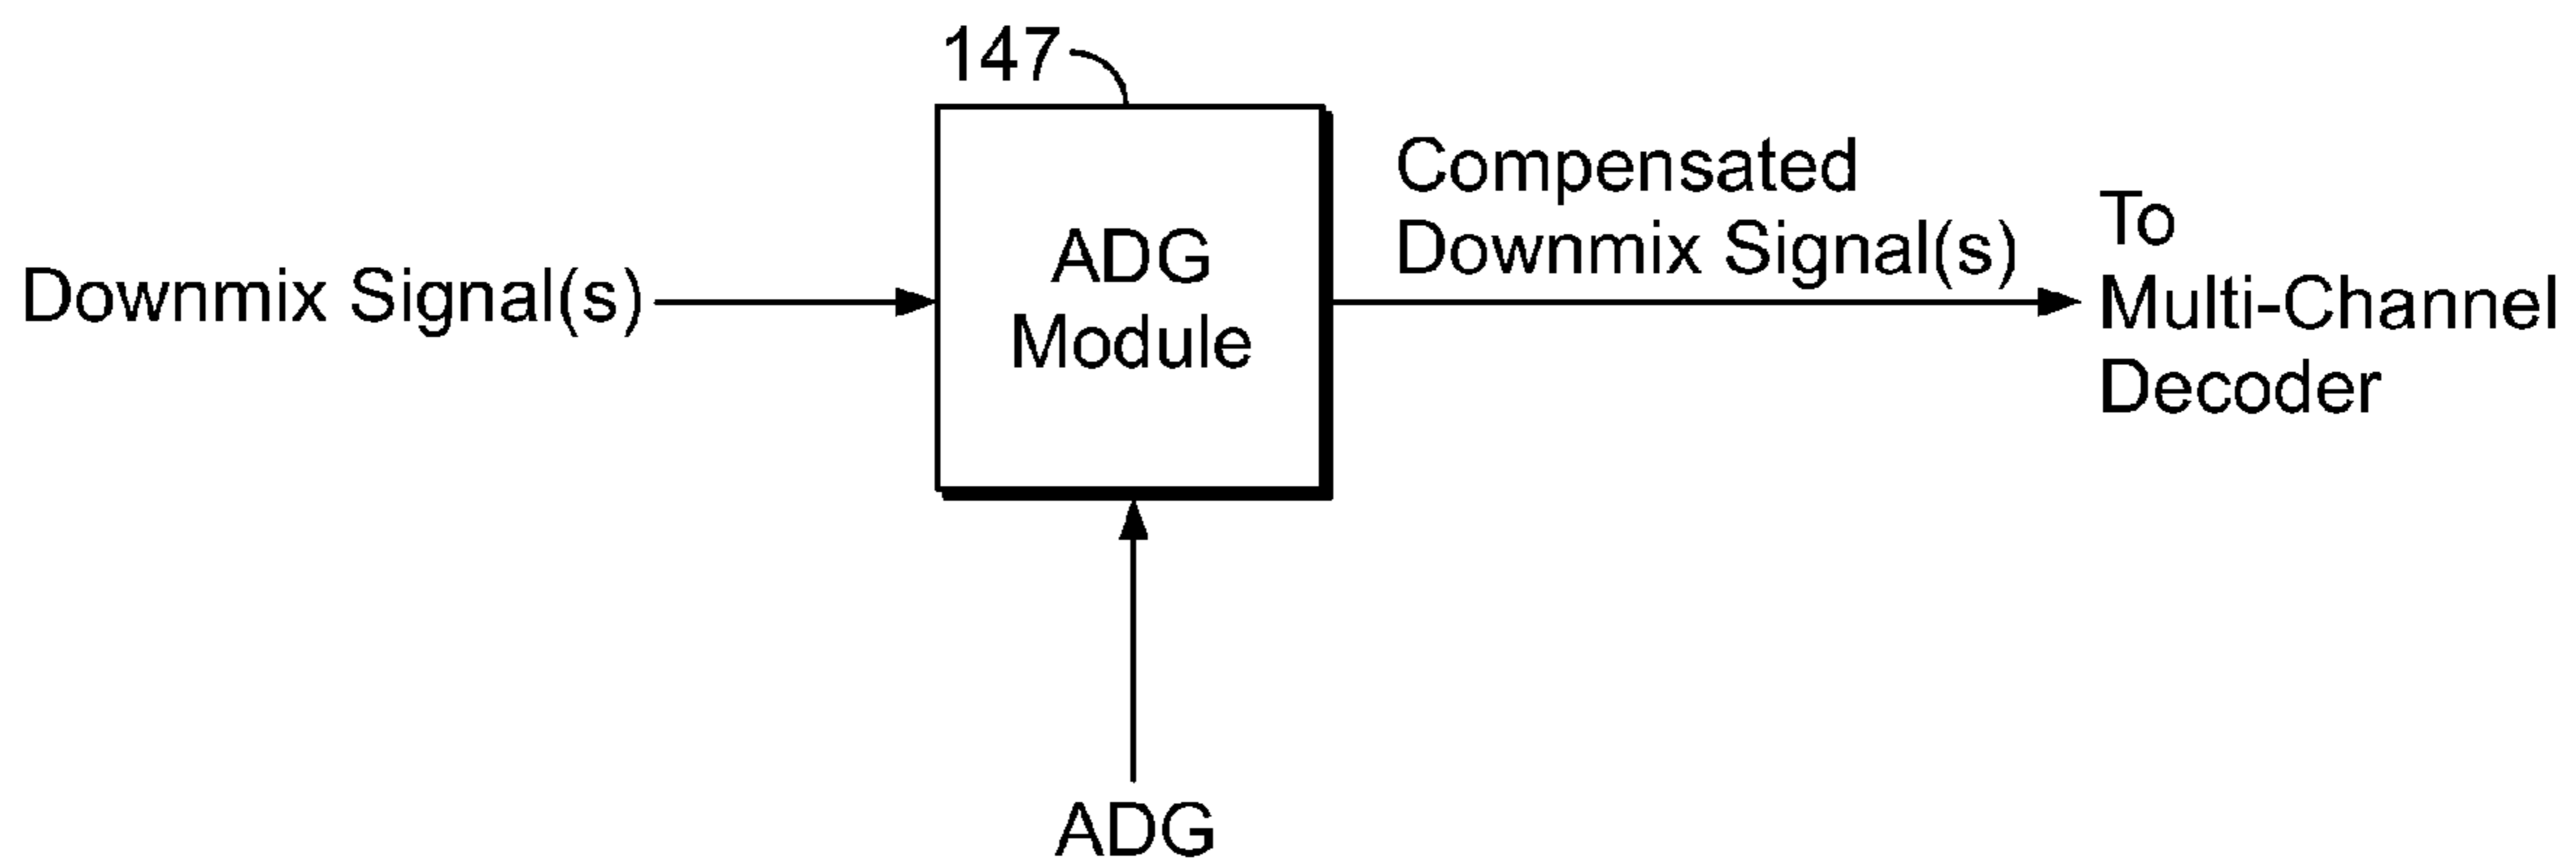 147
Downmix Signal(s)
ADG
Module
Compensated
Downmix Signal(s)
To
Multi-Channel
Decoder
ADG